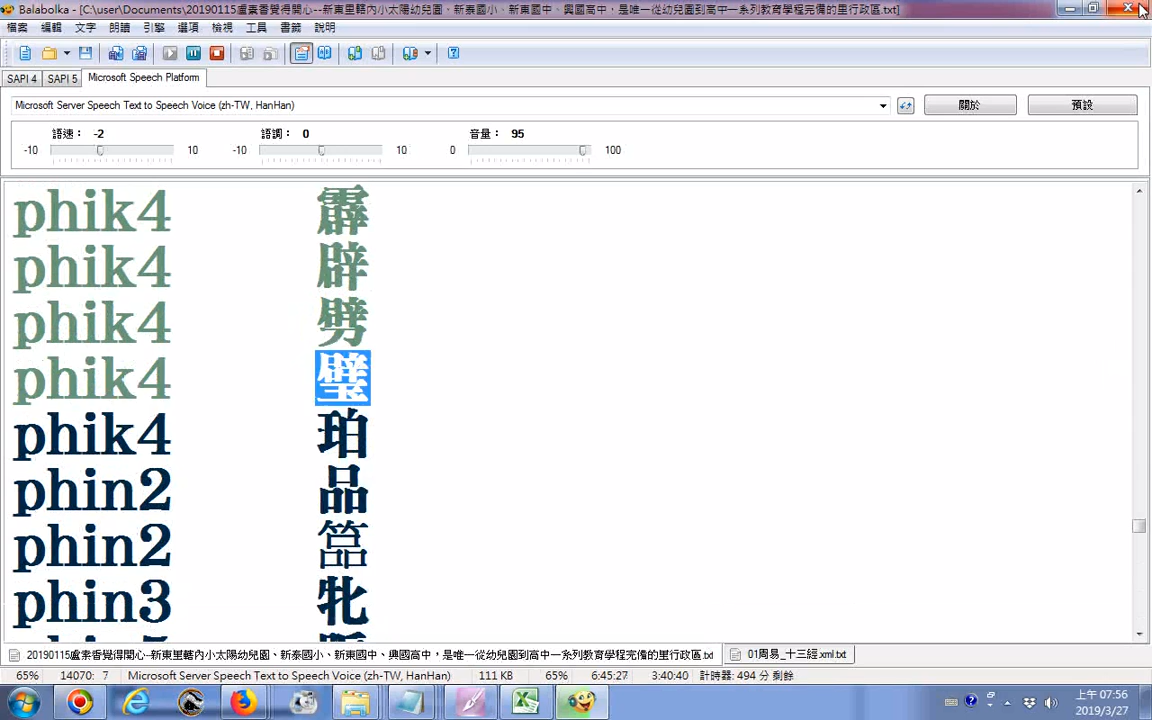 Balabolka - [C:\user\Documents\20190115盧素香覺得開心--新東里轄內小太陽幼兒園、新泰國小、新東國中、興國高中，是唯一從幼兒園到高中一系列教育學程完備的里行政區.txt]
檔案 編輯 文字 朗讀 引擎 選項 檢視 工具 書籤 說明
SAPI 4 SAPI 5 Microsoft Speech Platform
Microsoft Server Speech Text to Speech Voice (zh-TW, HanHan) 關於 預設
語速： -2 語調： 0 音量： 95
-10 10 -10 10 0 100
phik4 霹
phik4 辟
phik4 劈
phik4 璧
phik4 珀
phin2 品
phin2 榀
phin3 牝
20190115盧素香覺得開心--新東里轄內小太陽幼兒園、新泰國小、新東國中、興國高中，是唯一從幼兒園到高中一系列教育學程完備的里行政區.txt 01周易_十三經.xml.txt
65% 14070: 7 Microsoft Server Speech Text to Speech Voice (zh-TW, HanHan) 111 KB 65% 6:45:27 3:40:40 計時器: 494 分 剩餘
上午 07:56
2019/3/27